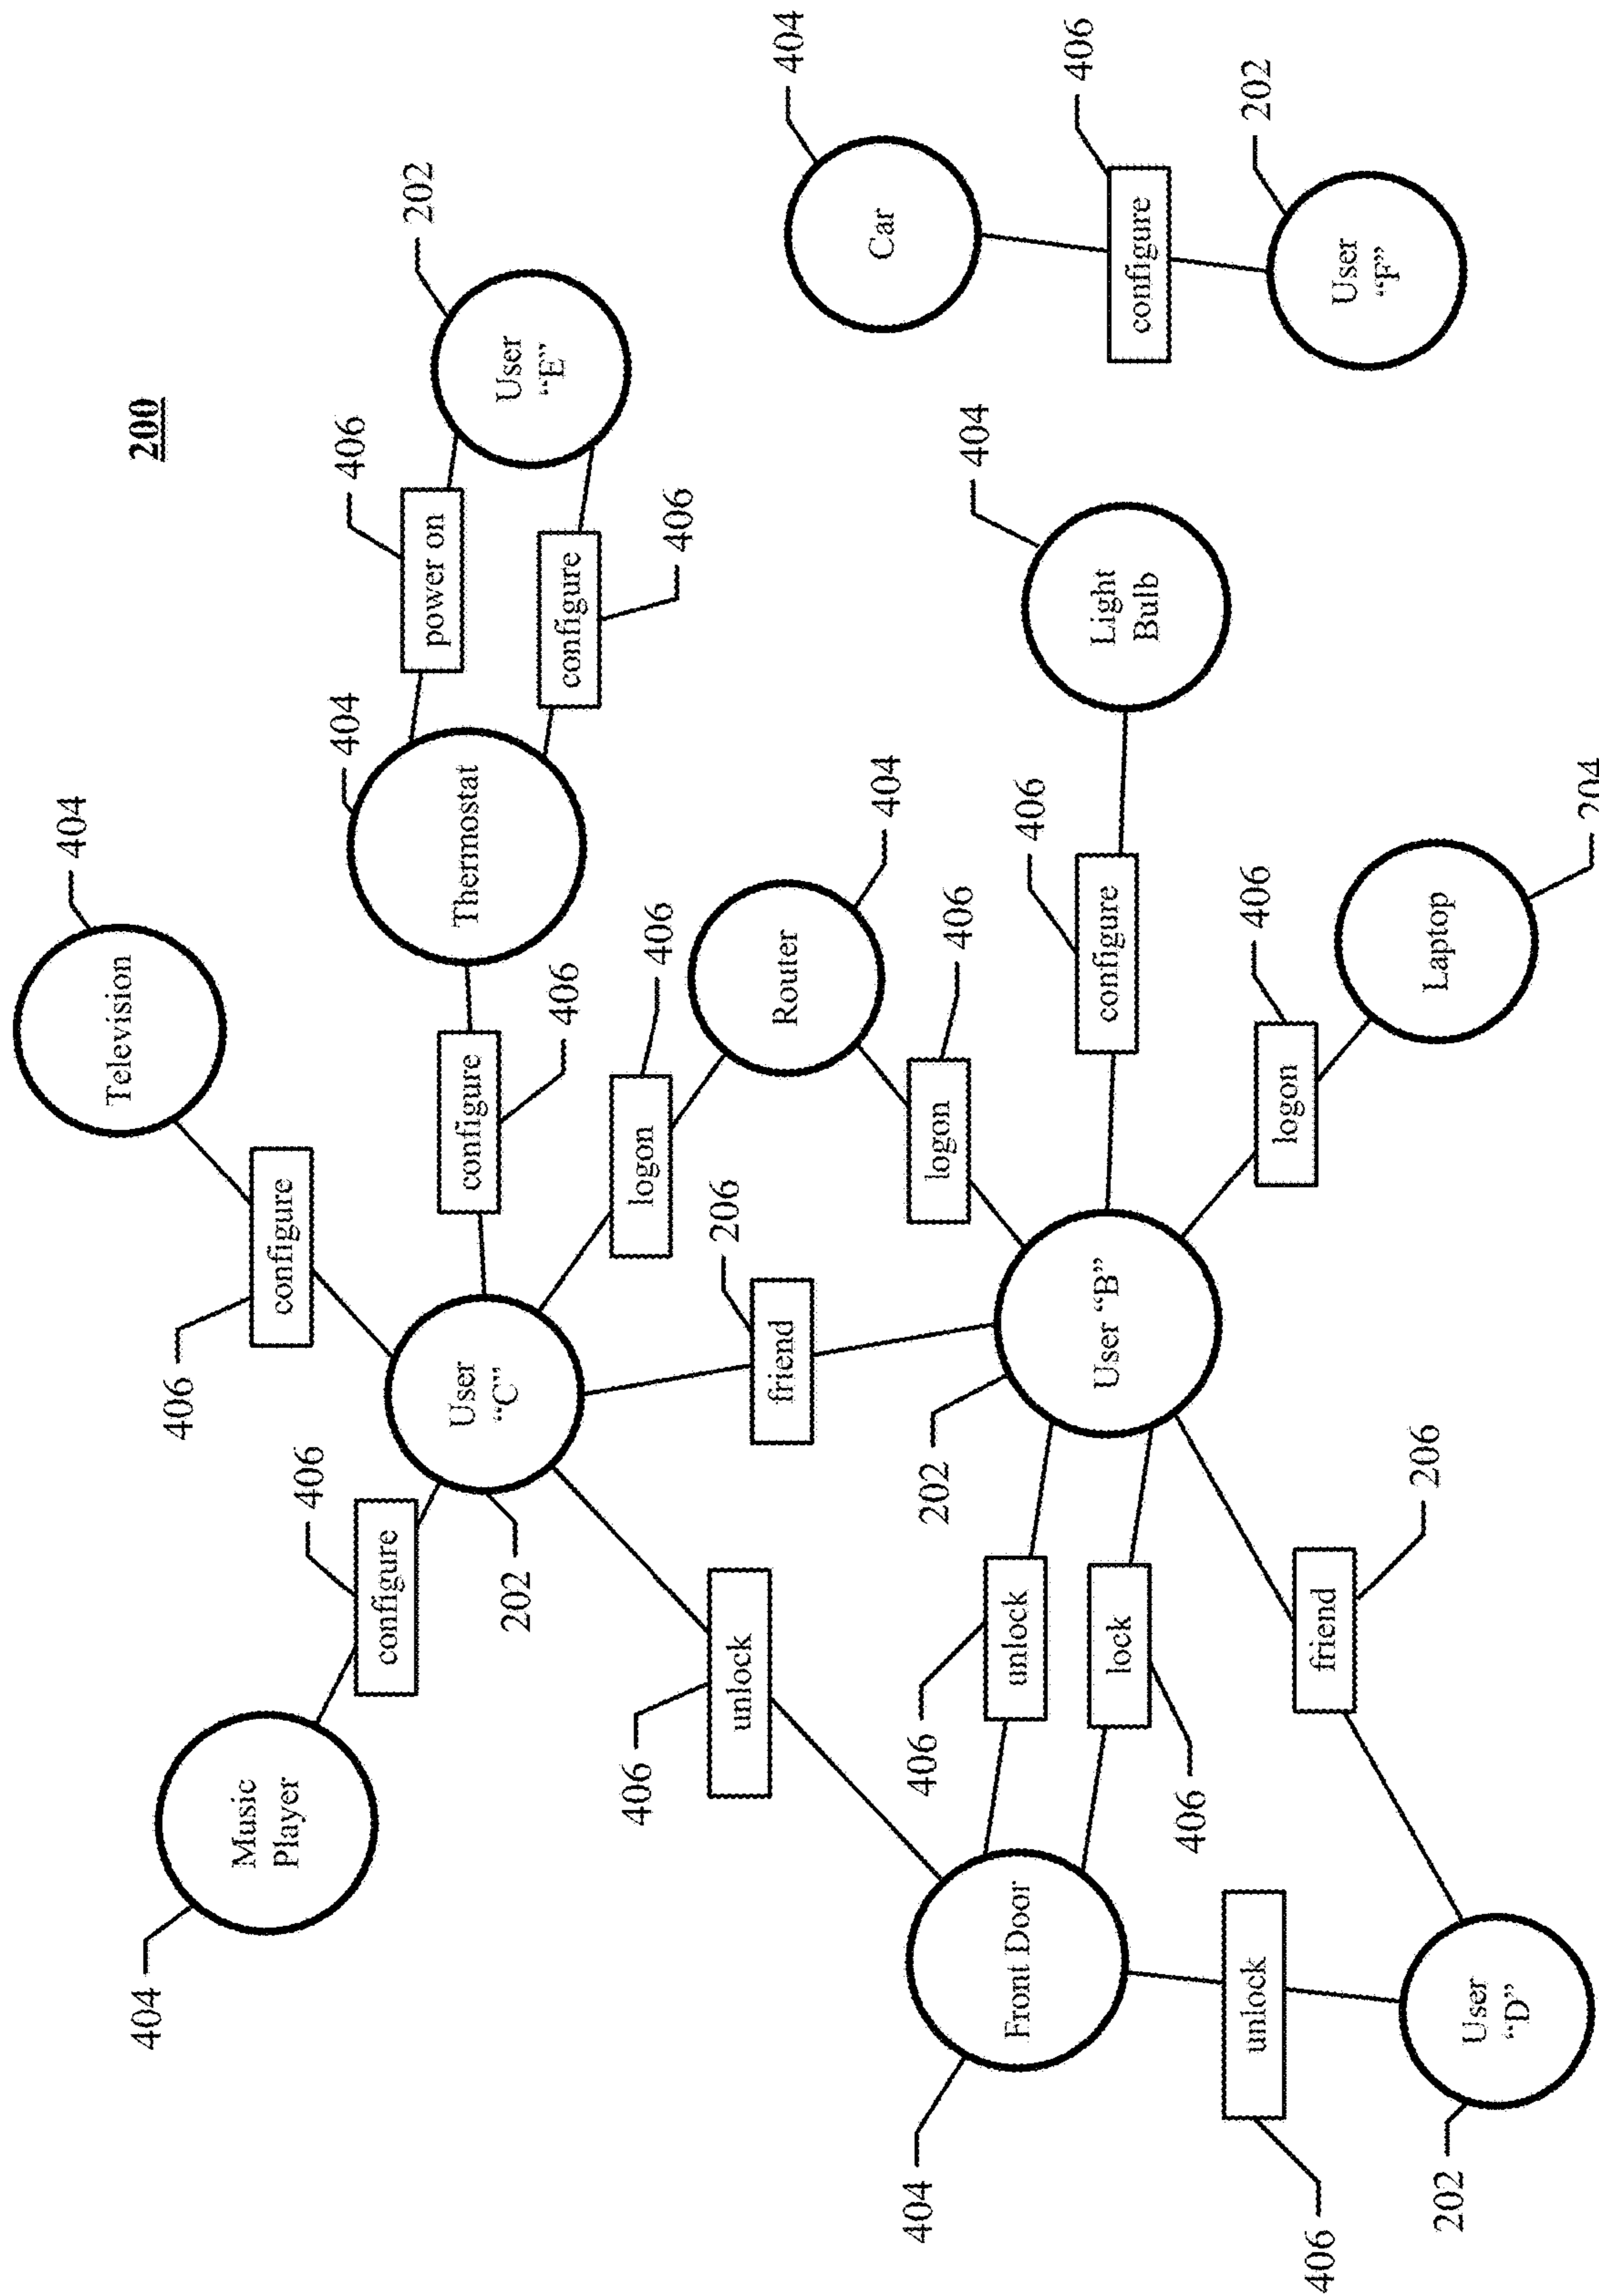 404
Television
200
404
406
Music
Player
configure
406
404
406
configure
202
power on
User
“C”
configure
Thermostat
User
“E”
202
406
configure
406
logon
406
406
206
unlock
friend
Router
404
404
Car
404
406
202
logon
406
404
Front Door
unlock
406
406
User “B”
configure
Light
Bulb
lock
configure
406
unlock
406
202
logon
406
friend
User
“F”
206
Laptop
202
User
“D”
204